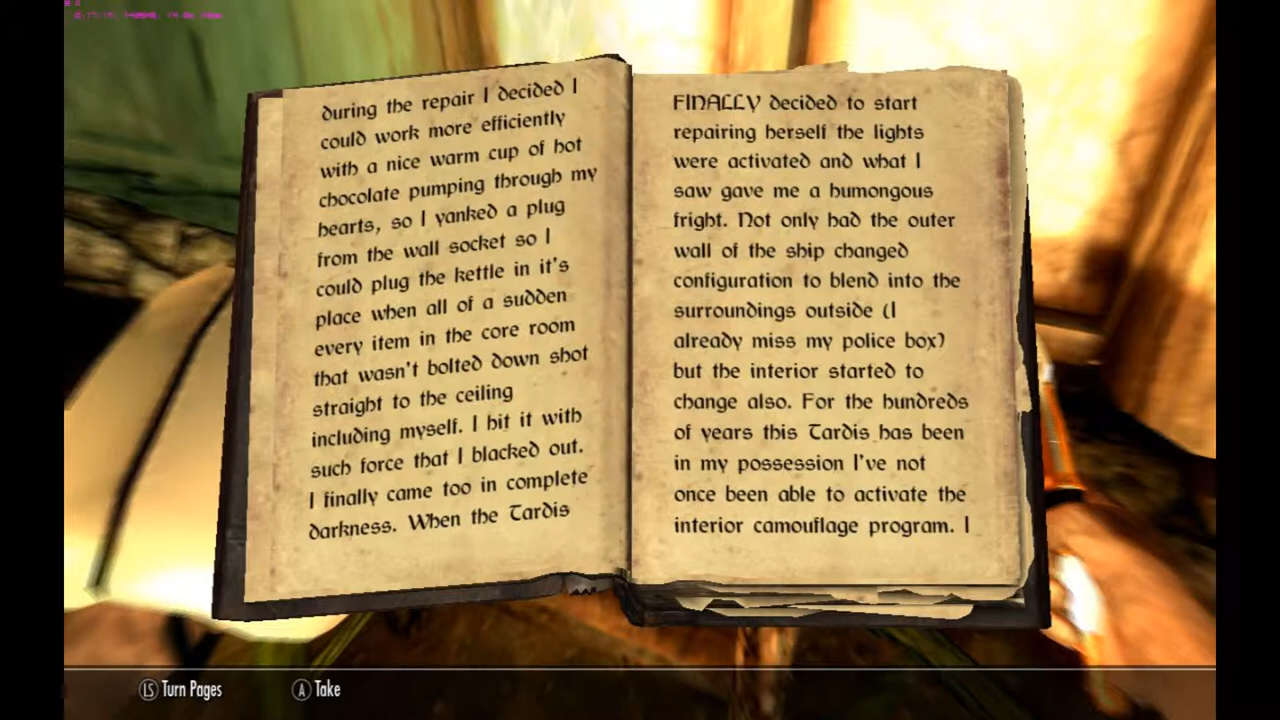 during the repair I decided I
could work more efficiently
with a nice warm cup of hot
chocolate pumping through my
hearts, so I yanked a plug
from the wall socket so I
could plug the kettle in it's
place when all of a sudden
every item in the core room
that wasn't bolted down shot
straight to the ceiling
including myself. I hit it with
such force that I blacked out.
I finally came too in complete
darkness. When the Tardis
FINALLY decided to start
repairing herself the lights
were activated and what I
saw gave me a humongous
fright. Not only had the outer
wall of the ship changed
configuration to blend into the
surroundings outside (I
already miss my police box)
but the interior started to
change also. For the hundreds
of years this Tardis has been
in my possession I've not
once been able to activate the
interior camouflage program. I
LS Turn Pages
A Take